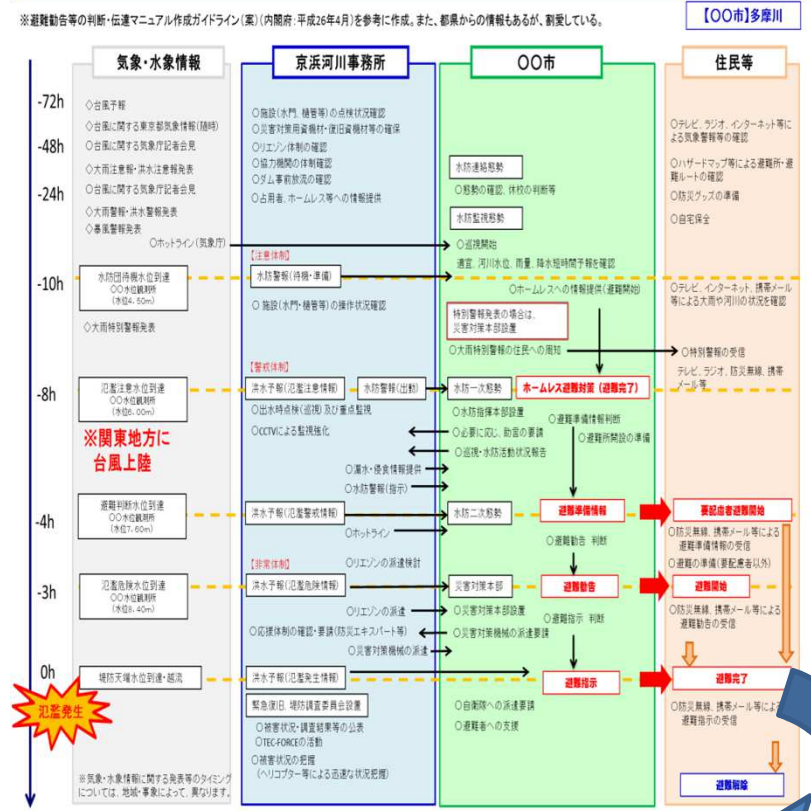 ※避難勧告等の判断・伝達マニュアル作成ガイドライン(案)(内閣府:平成26年4月)を参考に作成。また、都県からの情報もあるが、割愛している。
【〇〇市】多摩川
気象・水象情報
京浜河川事務所
〇〇市
住民等
-72h
-48h
-24h
-10h
-8h
-4h
-3h
0h
氾濫発生
◇台風予報
◇台風に関する東京都気象情報(随時)
◇台風に関する気象庁記者会見
◇大雨注意報・洪水注意報発表
◇台風に関する気象庁記者会見
◇大雨警報・洪水警報発表
◇暴風警報発表
〇ホットライン(気象庁)
水防団待機水位到達
〇〇水位観測所
(水位4.50m)
◇大雨特別警報発表
氾濫注意水位到達
〇〇水位観測所
(水位6.00m)
※関東地方に
台風上陸
避難判断水位到達
〇〇水位観測所
(水位7.60m)
氾濫危険水位到達
〇〇水位観測所
(水位8.40m)
堤防天端水位到達・越流
※気象・水象情報に関する発表等のタイミング
については、地域・事象によって、異なります。
〇施設(水門、樋管等)の点検状況確認
〇災害対策用資機材・復旧資機材等の確保
〇リエゾン体制の確認
〇協力機関の体制確認
〇ダム事前放流の確認
〇占用者、ホームレス等への情報提供
【注意体制】
水防警報(待機・準備)
〇 施設(水門・樋管等)の操作状況確認
【警戒体制】
洪水予報(氾濫注意情報)
水防警報(出動)
〇出水時点検(巡視)及び重点監視
〇CCTVによる監視強化
〇漏水・侵食情報提供
〇水防警報(指示)
洪水予報(氾濫警戒情報)
〇ホットライン
【非常体制】
〇リエゾンの派遣検討
洪水予報(氾濫危険情報)
〇リエゾンの派遣
〇応援体制の確認・要請(防災エキスパート等)
〇災害対策機械の派遣
洪水予報(氾濫発生情報)
緊急復旧、堤防調査委員会設置
〇被害状況・調査結果等の公表
〇TEC-FORCEの活動
〇被害状況の把握
(ヘリコプター等による迅速な状況把握)
水防連絡態勢
〇態勢の確認、休校の判断等
水防監視態勢
〇巡視開始
適宜、河川水位、雨量、降水短時間予報を確認
〇ホームレスへの情報提供(避難開始)
特別警報発表の場合は、
災害対策本部設置
〇大雨特別警報の住民への周知
水防一次態勢
ホームレス避難対策(避難完了)
〇水防指揮本部設置
〇避難準備情報判断
〇必要に応じ、助言の要請
〇避難所開設の準備
〇巡視・水防活動状況報告
水防二次態勢
避難準備情報
〇避難勧告 判断
災害対策本部
避難勧告
〇災害対策本部設置
〇避難指示 判断
〇災害対策機械の派遣要請
避難指示
〇自衛隊への派遣要請
〇避難者への支援
〇テレビ、ラジオ、インターネット等に
よる気象警報等の確認
〇ハザードマップ等による避難所・避
難ルートの確認
〇防災グッズの準備
〇自宅保全
〇テレビ、インターネット、携帯メール
等による大雨や河川の状況を確認
〇特別警報の受信
テレビ、ラジオ、防災無線、携帯
メール等
要配慮者避難開始
〇防災無線、携帯メール等による
避難準備情報の受信
〇避難の準備(要配慮者以外)
避難開始
〇防災無線、携帯メール等による
避難勧告の受信
避難完了
〇防災無線、携帯メール等による
避難指示の受信
避難解除